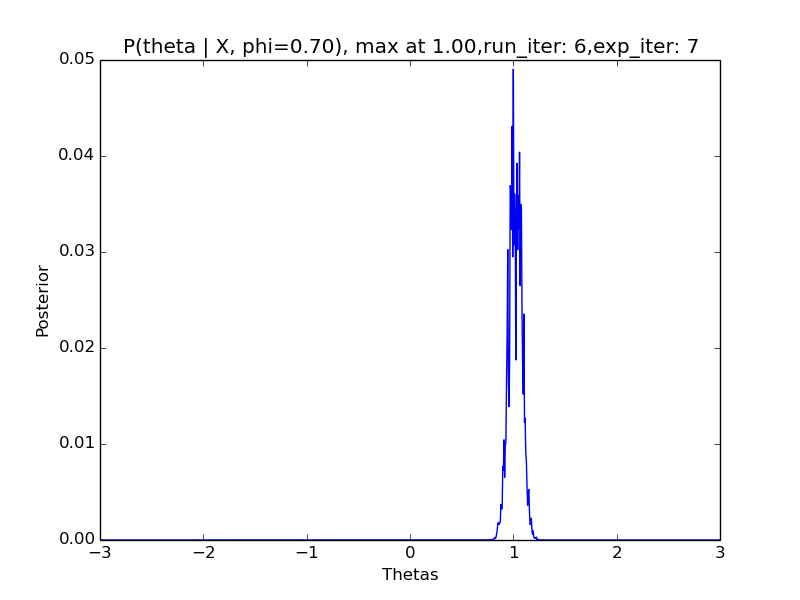 P(theta | X, phi=0.70), max at 1.00,run_iter: 6,exp_iter: 7
0.05
0.04
0.03
0.02
0.01
0.00
Posterior
−3 −2 −1 0 1 2 3
Thetas